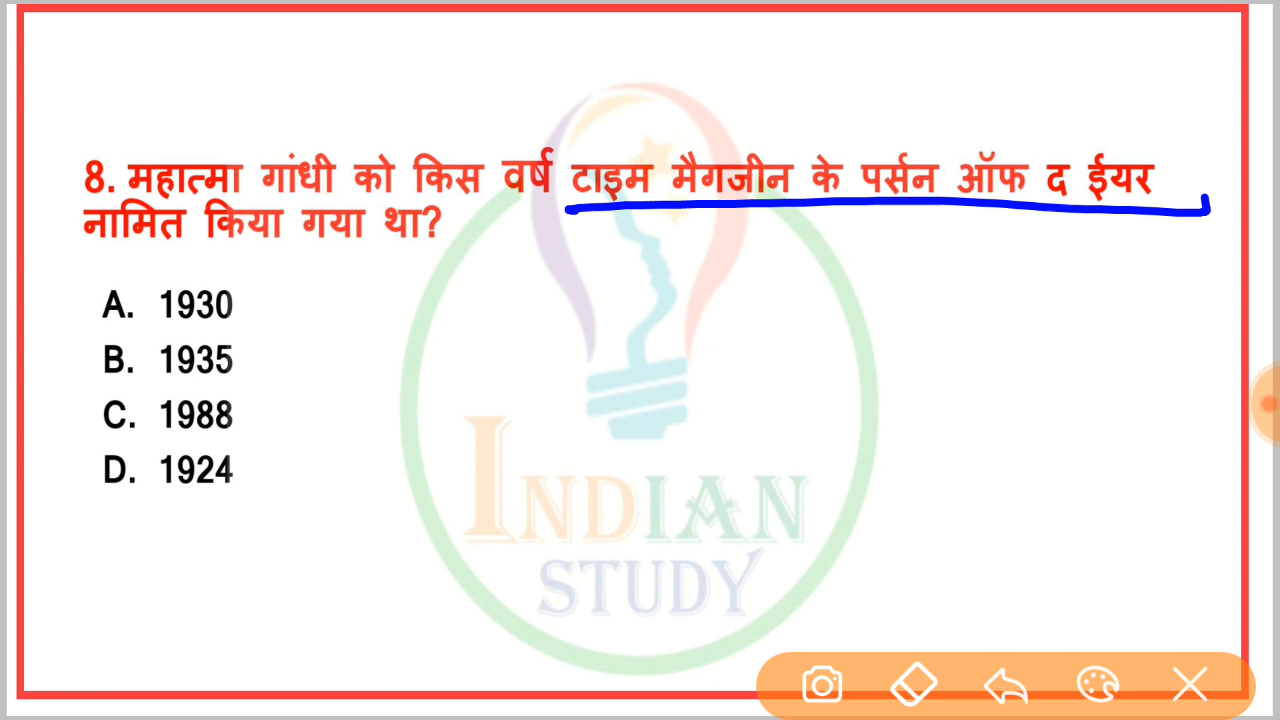 8. महात्मा गांधी को किस वर्ष टाइम मैगजीन के पर्सन ऑफ द ईयर
नामित किया गया था?
A. 1930
B. 1935
C. 1988
D. 1924
INDIAN
STUDY